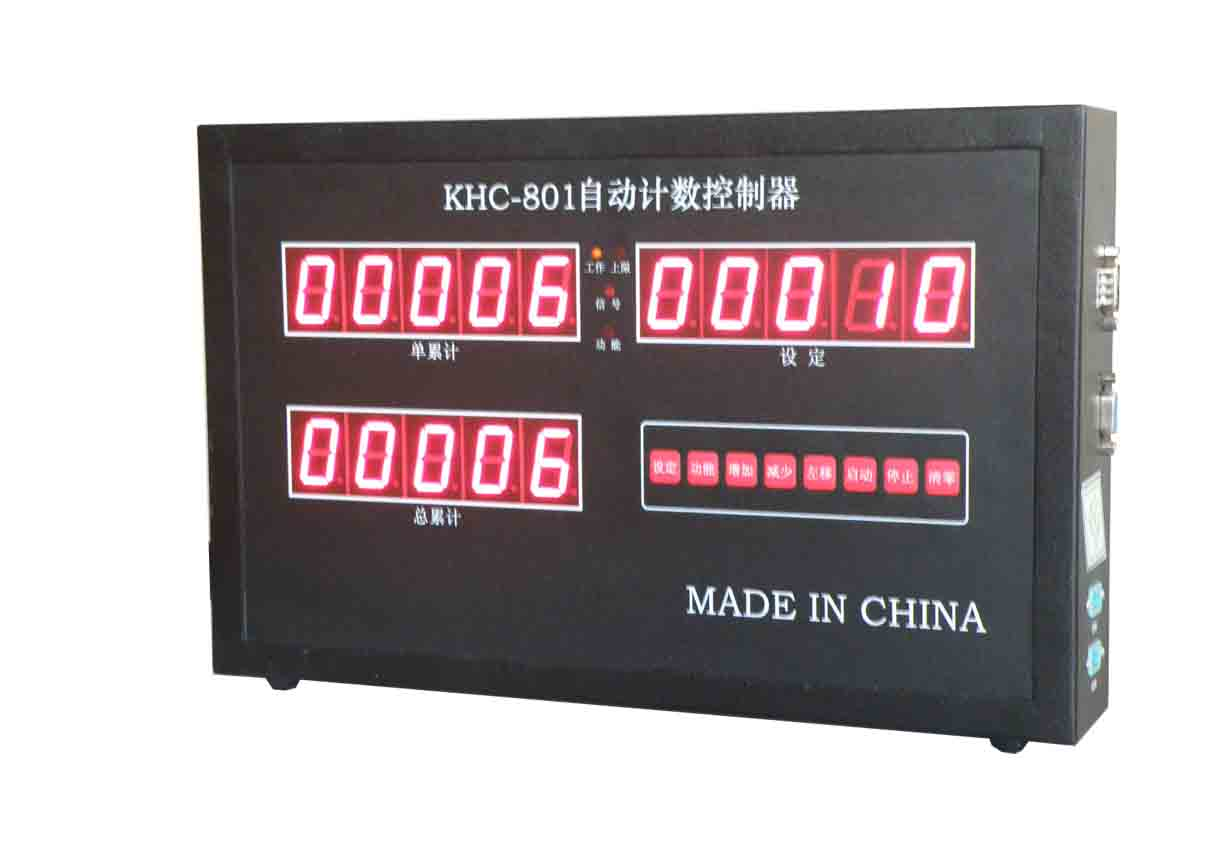 KHC-801自动计数控制器
00006
工作 上限
00010
信号
功能
单累计
设定
00006
设定 功能 增加 减少 左移 启动 停止 清零
总累计
MADE IN CHINA